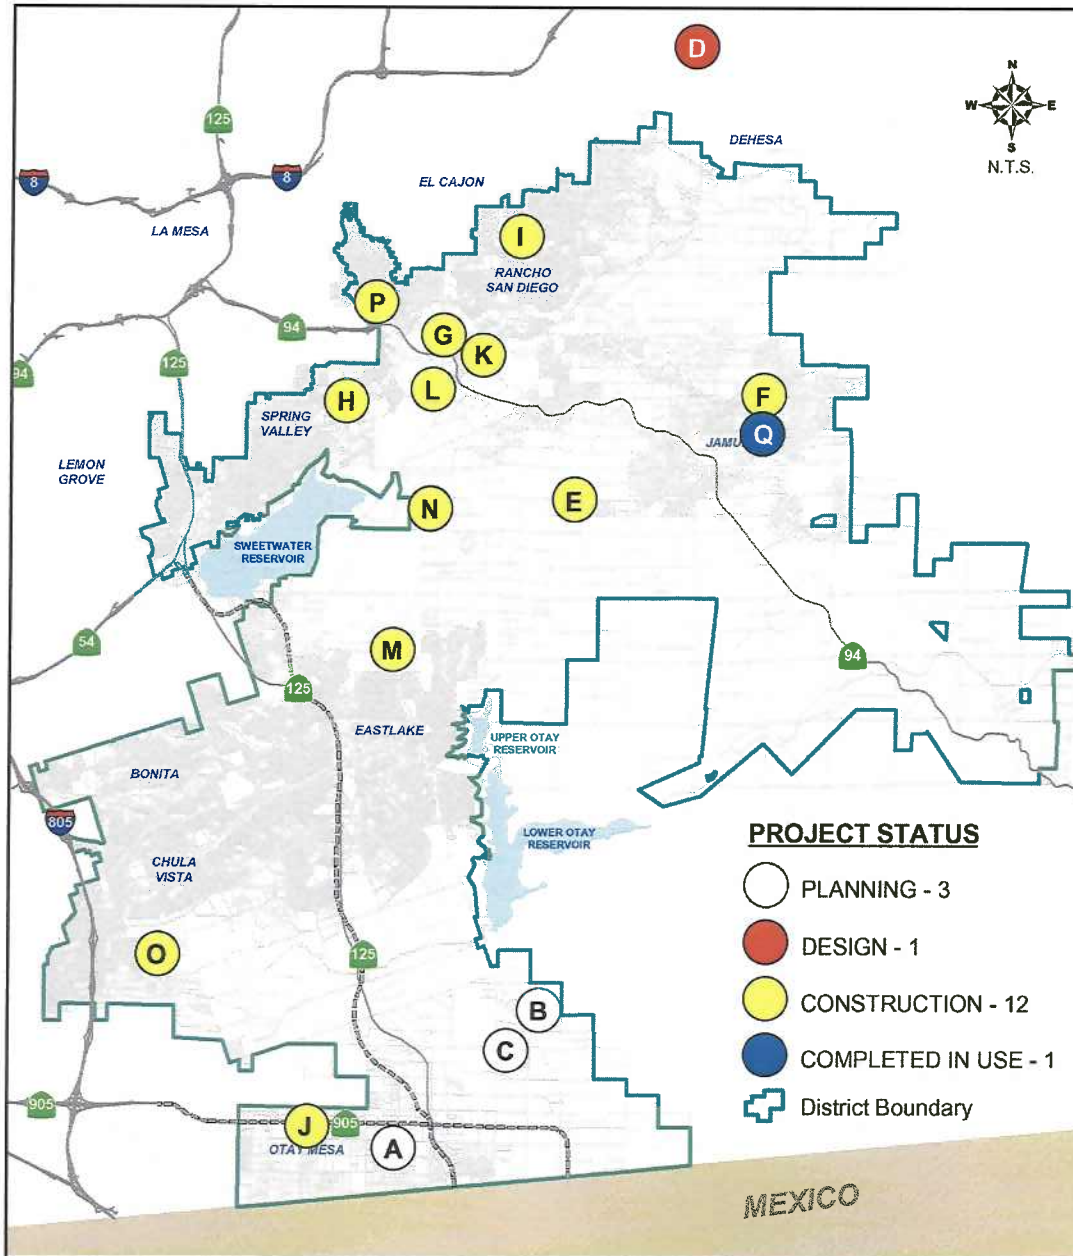 D
N
W
E
S
N.T.S.
125
DEHESA
8
8
EL CAJON
LA MESA
I
RANCHO
SAN DIEGO
P
94
G
K
125
94
L
F
H
SPRING
VALLEY
Q
LEMON
GROVE
E
N
SWEETWATER
RESERVOIR
54
M
94
125
EASTLAKE
UPPER OTAY
RESERVOIR
BONITA
805
LOWER OTAY
RESERVOIR
CHULA
VISTA
PROJECT STATUS
PLANNING - 3
DESIGN - 1
CONSTRUCTION - 12
COMPLETED IN USE - 1
District Boundary
O
125
B
C
905
J
905
A
OTAY MESA
MEXICO